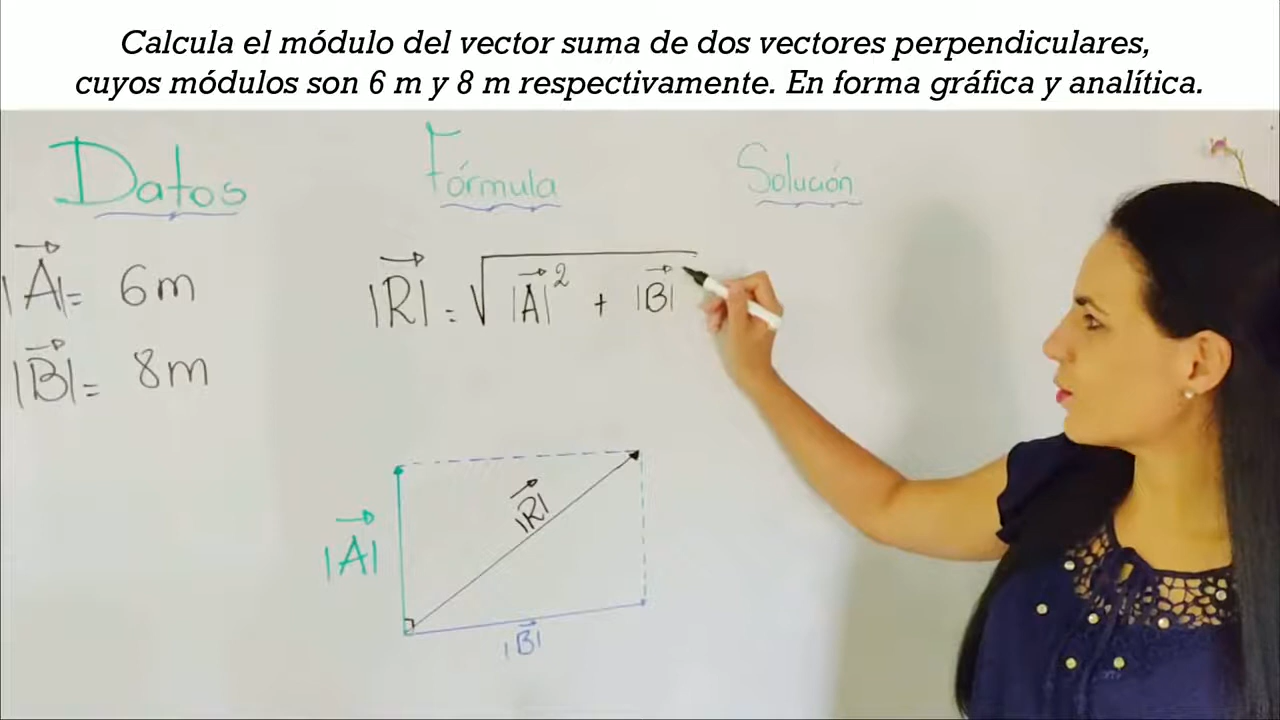 Calcula el módulo del vector suma de dos vectores perpendiculares,
cuyos módulos son 6 m y 8 m respectivamente. En forma gráfica y analítica.
Datos
Fórmula
Solución
|A⃗|= 6m
|R⃗| = √|A⃗|² + |B⃗|
|B⃗|= 8m
|R⃗|
|A⃗|
|B⃗|